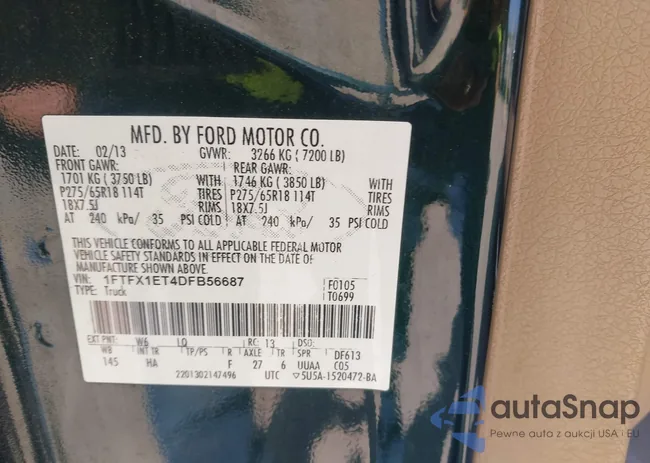 MFD. BY FORD MOTOR CO.
DATE: 02/13 GVWR: 3266 KG ( 7200 LB)
FRONT GAWR: REAR GAWR:
1701 KG ( 3750 LB) WITH 1746 KG ( 3850 LB) WITH
P275/65R18 114T TIRES P275/65R18 114T TIRES
18X7.5J RIMS 18X7.5J RIMS
AT 240 kPa/ 35 PSI COLD AT 240 kPa/ 35 PSI COLD
THIS VEHICLE CONFORMS TO ALL APPLICABLE FEDERAL MOTOR
VEHICLE SAFETY STANDARDS IN EFFECT ON THE DATE OF
MANUFACTURE SHOWN ABOVE.
VIN: 1FTFX1ET4DFB56687 F0105
TYPE: Truck T0699
EXT PNT: W6 LQ RC: 13 DSO:
WB INT TR TP/PS R AXLE TR SPR DF613
145 HA F 27 6 UUAA C05
2201302147496 UTC 5U5A-1520472-BA
autaSnap
Pewne auta z aukcji USA i EU